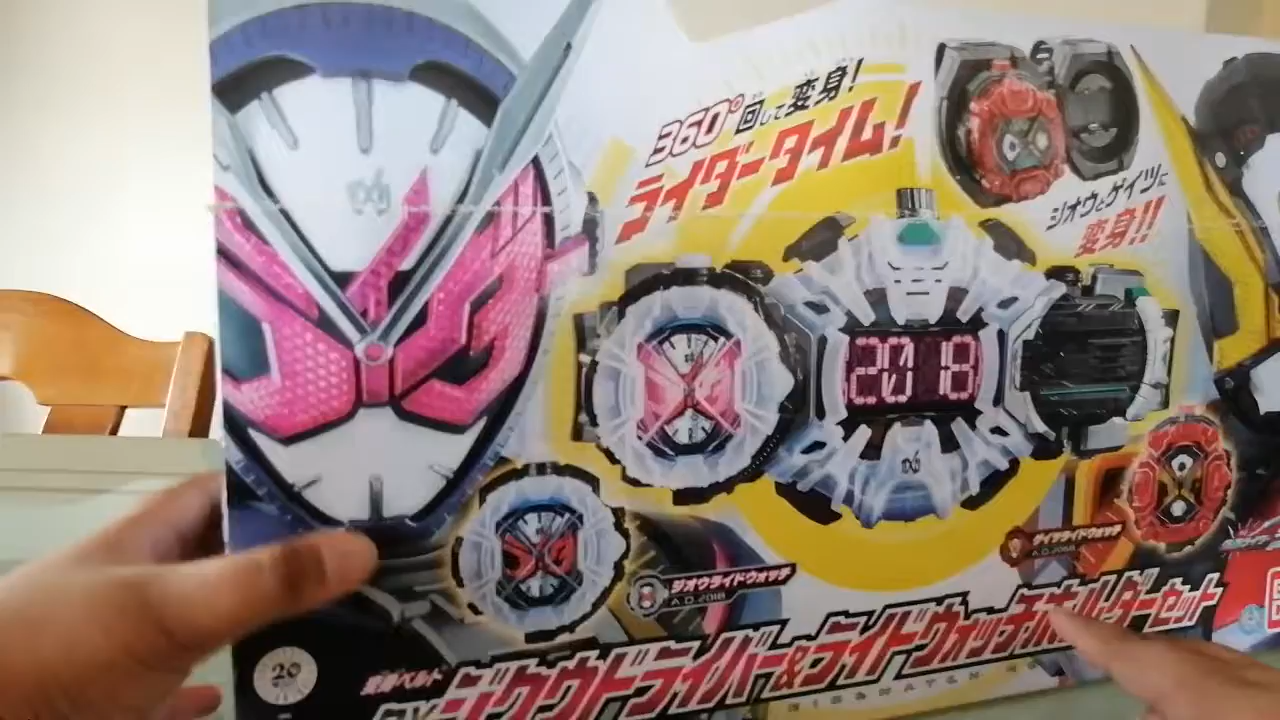 360°回して変身!
ライダータイム!
ジオウとゲイツに
変身!!
2018
ジオウライドウォッチ
A.D.2018
ゲイツライドウォッチ
A.D.2068
20
変身ベルト
DXジクウドライバー&ライドウォッチホルダーセット